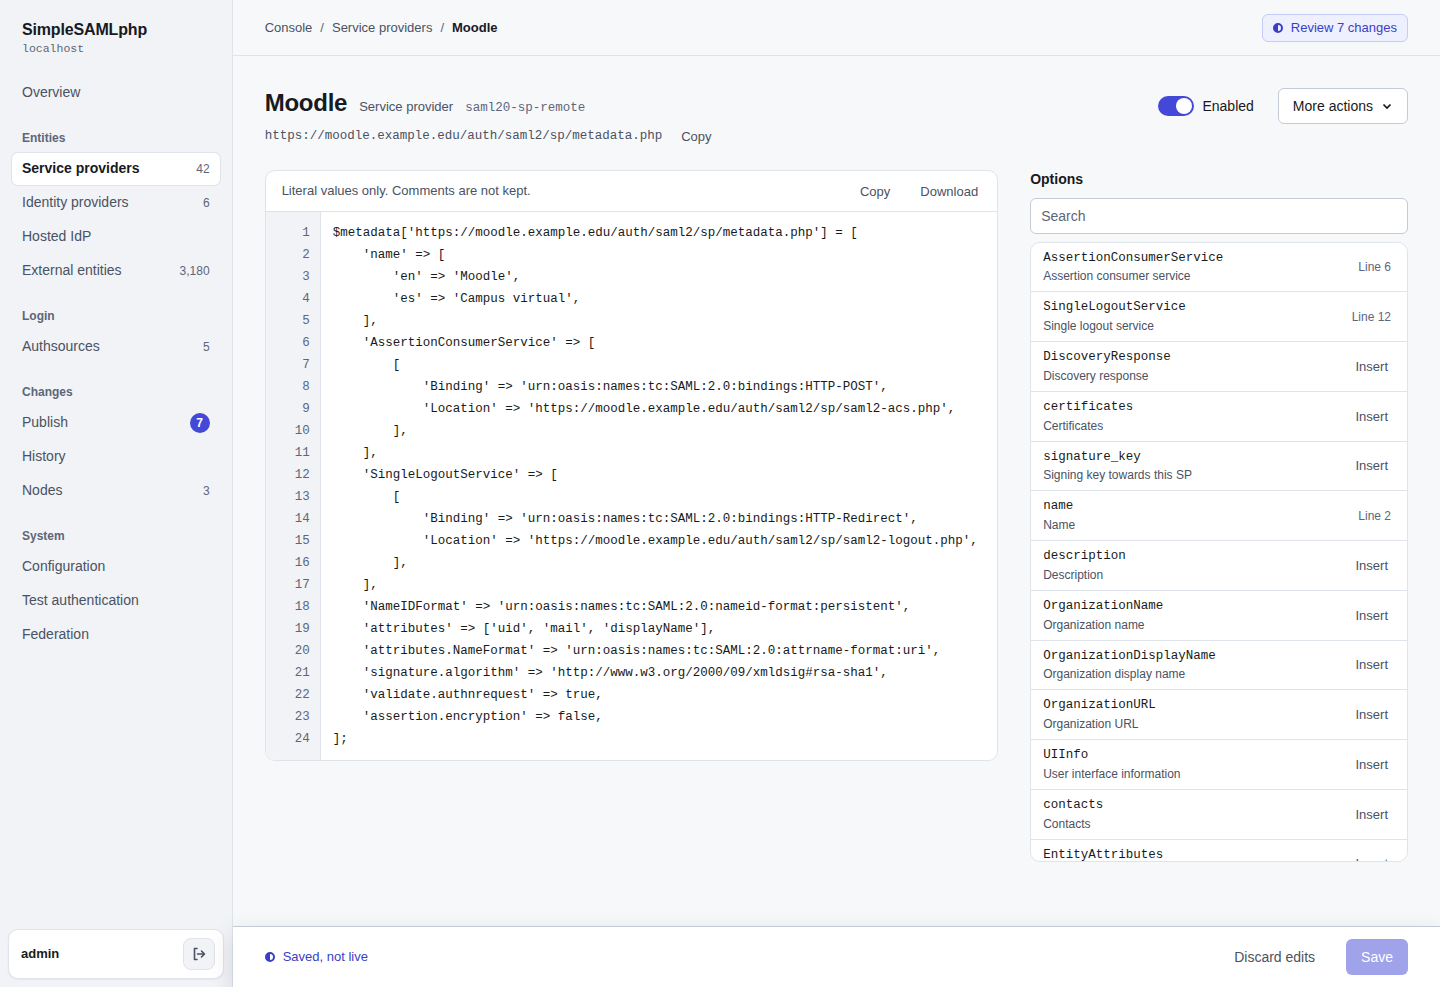 SimpleSAMLphp
localhost
Overview
Entities
Service providers 42
Identity providers 6
Hosted IdP
External entities 3,180
Login
Authsources 5
Changes
Publish 7
History
Nodes 3
System
Configuration
Test authentication
Federation
admin
Console / Service providers / Moodle
Review 7 changes
Moodle Service provider saml20-sp-remote
https://moodle.example.edu/auth/saml2/sp/metadata.php Copy
Enabled
More actions
Literal values only. Comments are not kept. Copy Download
1 $metadata['https://moodle.example.edu/auth/saml2/sp/metadata.php'] = [
2     'name' => [
3         'en' => 'Moodle',
4         'es' => 'Campus virtual',
5     ],
6     'AssertionConsumerService' => [
7         [
8             'Binding' => 'urn:oasis:names:tc:SAML:2.0:bindings:HTTP-POST',
9             'Location' => 'https://moodle.example.edu/auth/saml2/sp/saml2-acs.php',
10         ],
11     ],
12     'SingleLogoutService' => [
13         [
14             'Binding' => 'urn:oasis:names:tc:SAML:2.0:bindings:HTTP-Redirect',
15             'Location' => 'https://moodle.example.edu/auth/saml2/sp/saml2-logout.php',
16         ],
17     ],
18     'NameIDFormat' => 'urn:oasis:names:tc:SAML:2.0:nameid-format:persistent',
19     'attributes' => ['uid', 'mail', 'displayName'],
20     'attributes.NameFormat' => 'urn:oasis:names:tc:SAML:2.0:attrname-format:uri',
21     'signature.algorithm' => 'http://www.w3.org/2000/09/xmldsig#rsa-sha1',
22     'validate.authnrequest' => true,
23     'assertion.encryption' => false,
24 ];
Options
Search
AssertionConsumerService
Assertion consumer service
Line 6
SingleLogoutService
Single logout service
Line 12
DiscoveryResponse
Discovery response
Insert
certificates
Certificates
Insert
signature_key
Signing key towards this SP
Insert
name
Name
Line 2
description
Description
Insert
OrganizationName
Organization name
Insert
OrganizationDisplayName
Organization display name
Insert
OrganizationURL
Organization URL
Insert
UIInfo
User interface information
Insert
contacts
Contacts
Insert
EntityAttributes
Saved, not live
Discard edits
Save